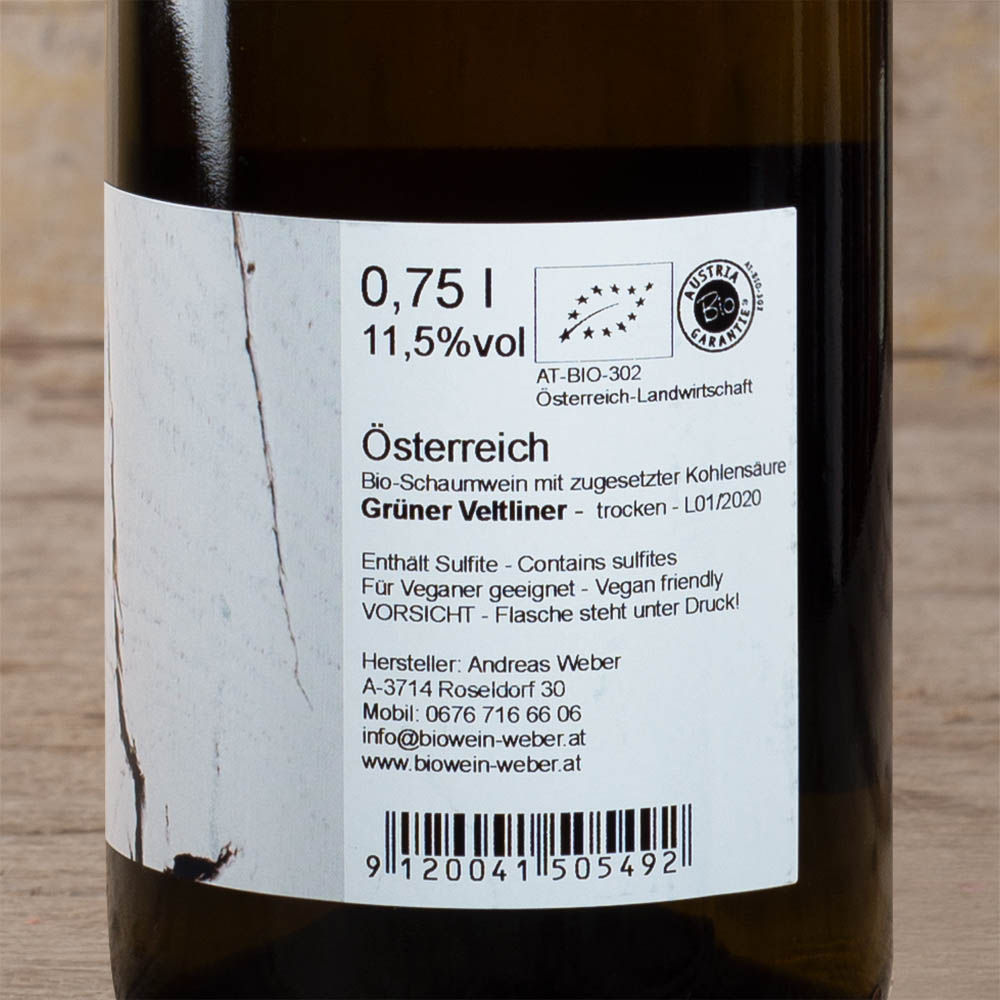 0,75 l
11,5%vol
AUSTRIA
Bio
GARANTIE
AT-BIO-301
AT-BIO-302
Österreich-Landwirtschaft
Österreich
Bio-Schaumwein mit zugesetzter Kohlensäure
Grüner Veltliner - trocken - L01/2020
Enthält Sulfite - Contains sulfites
Für Veganer geeignet - Vegan friendly
VORSICHT - Flasche steht unter Druck!
Hersteller: Andreas Weber
A-3714 Roseldorf 30
Mobil: 0676 716 66 06
info@biowein-weber.at
www.biowein-weber.at
9 120041 505492